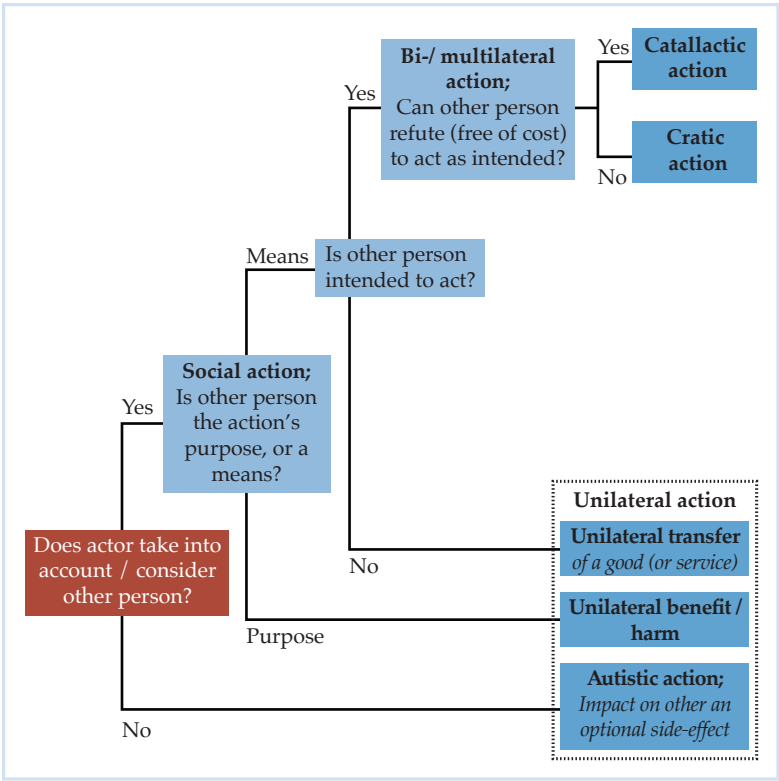 Bi-/ multilateral
action;
Can other person
refute (free of cost)
to act as intended?
Yes
Catallactic
action
Cratic
action
No
Yes
Means
Is other person
intended to act?
Social action;
Is other person
the action's
purpose, or a
means?
Yes
Does actor take into
account / consider
other person?
Unilateral action
Unilateral transfer
of a good (or service)
No
Unilateral benefit /
harm
Purpose
Autistic action;
Impact on other an
optional side-effect
No